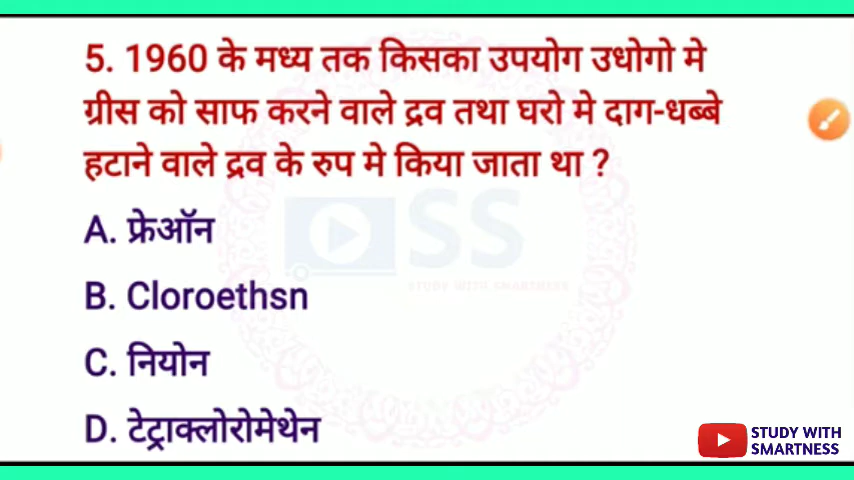 5. 1960 के मध्य तक किसका उपयोग उधोगो मे
ग्रीस को साफ करने वाले द्रव तथा घरो मे दाग-धब्बे
हटाने वाले द्रव के रुप मे किया जाता था ?
SS
STUDY WITH SMARTNESS
A. फ्रेऑन
B. Cloroethsn
C. नियोन
D. टेट्राक्लोरोमेथेन
STUDY WITH
SMARTNESS